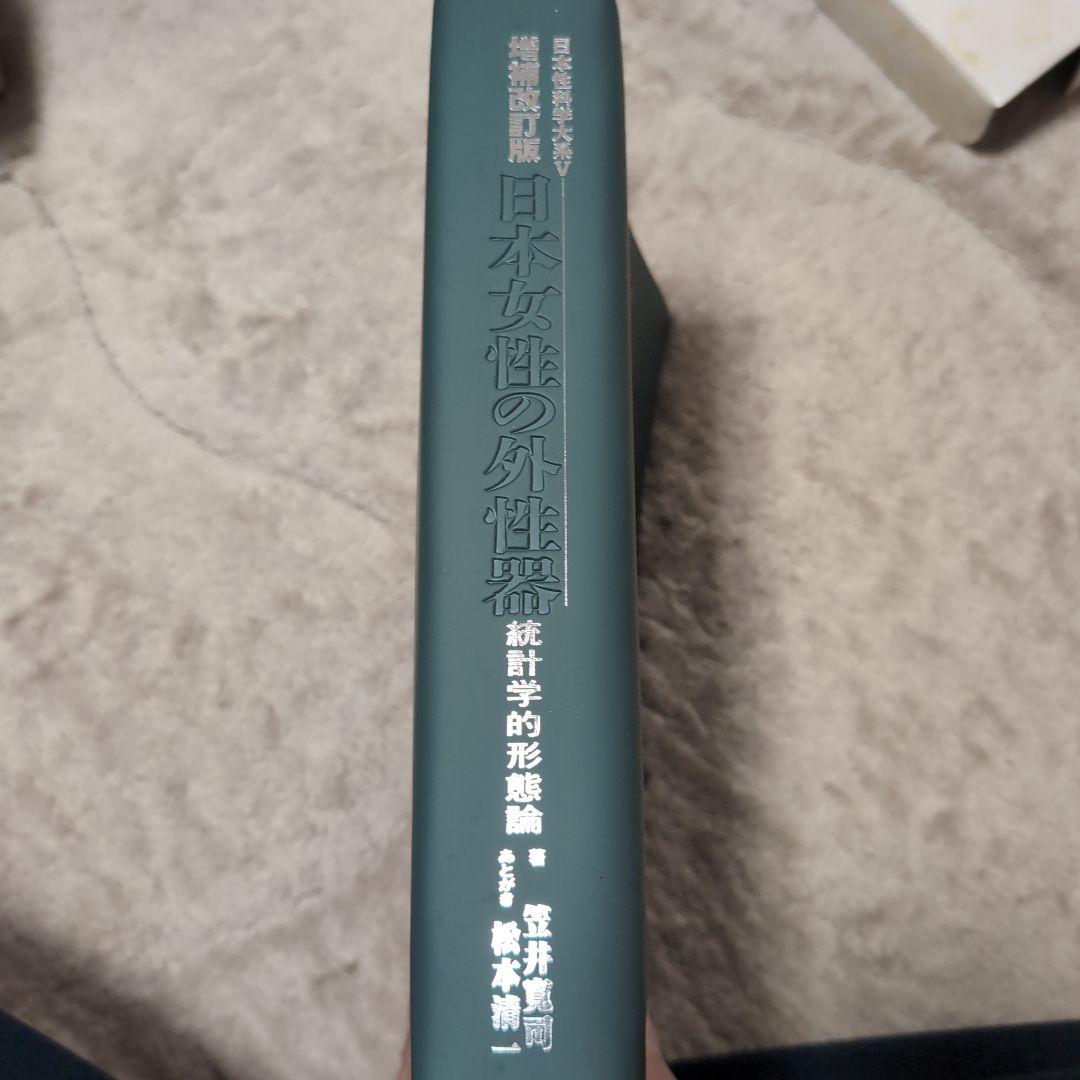 日本性科学大系V
増補改訂版
日本女性の外性器
統計学的形態論
著 笠井寛司
あとがき 松本清一